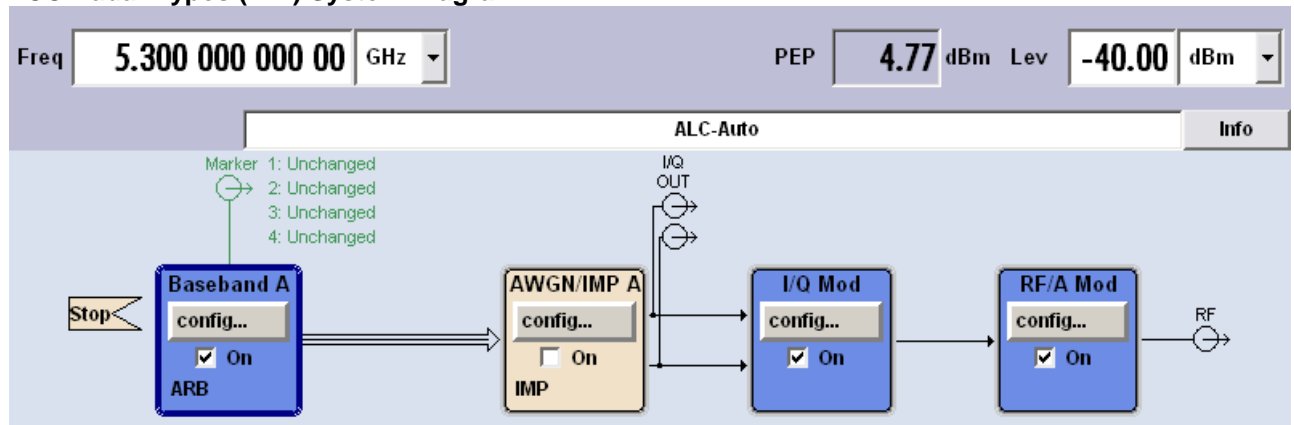 Freq 5.300 000 000 00 GHz PEP 4.77 dBm Lev -40.00 dBm
ALC-Auto Info
Marker 1: Unchanged
2: Unchanged
3: Unchanged
4: Unchanged
I/Q
OUT
Stop
Baseband A
config...
On
ARB
AWGN/IMP A
config...
On
IMP
I/Q Mod
config...
On
RF/A Mod
config...
On
RF